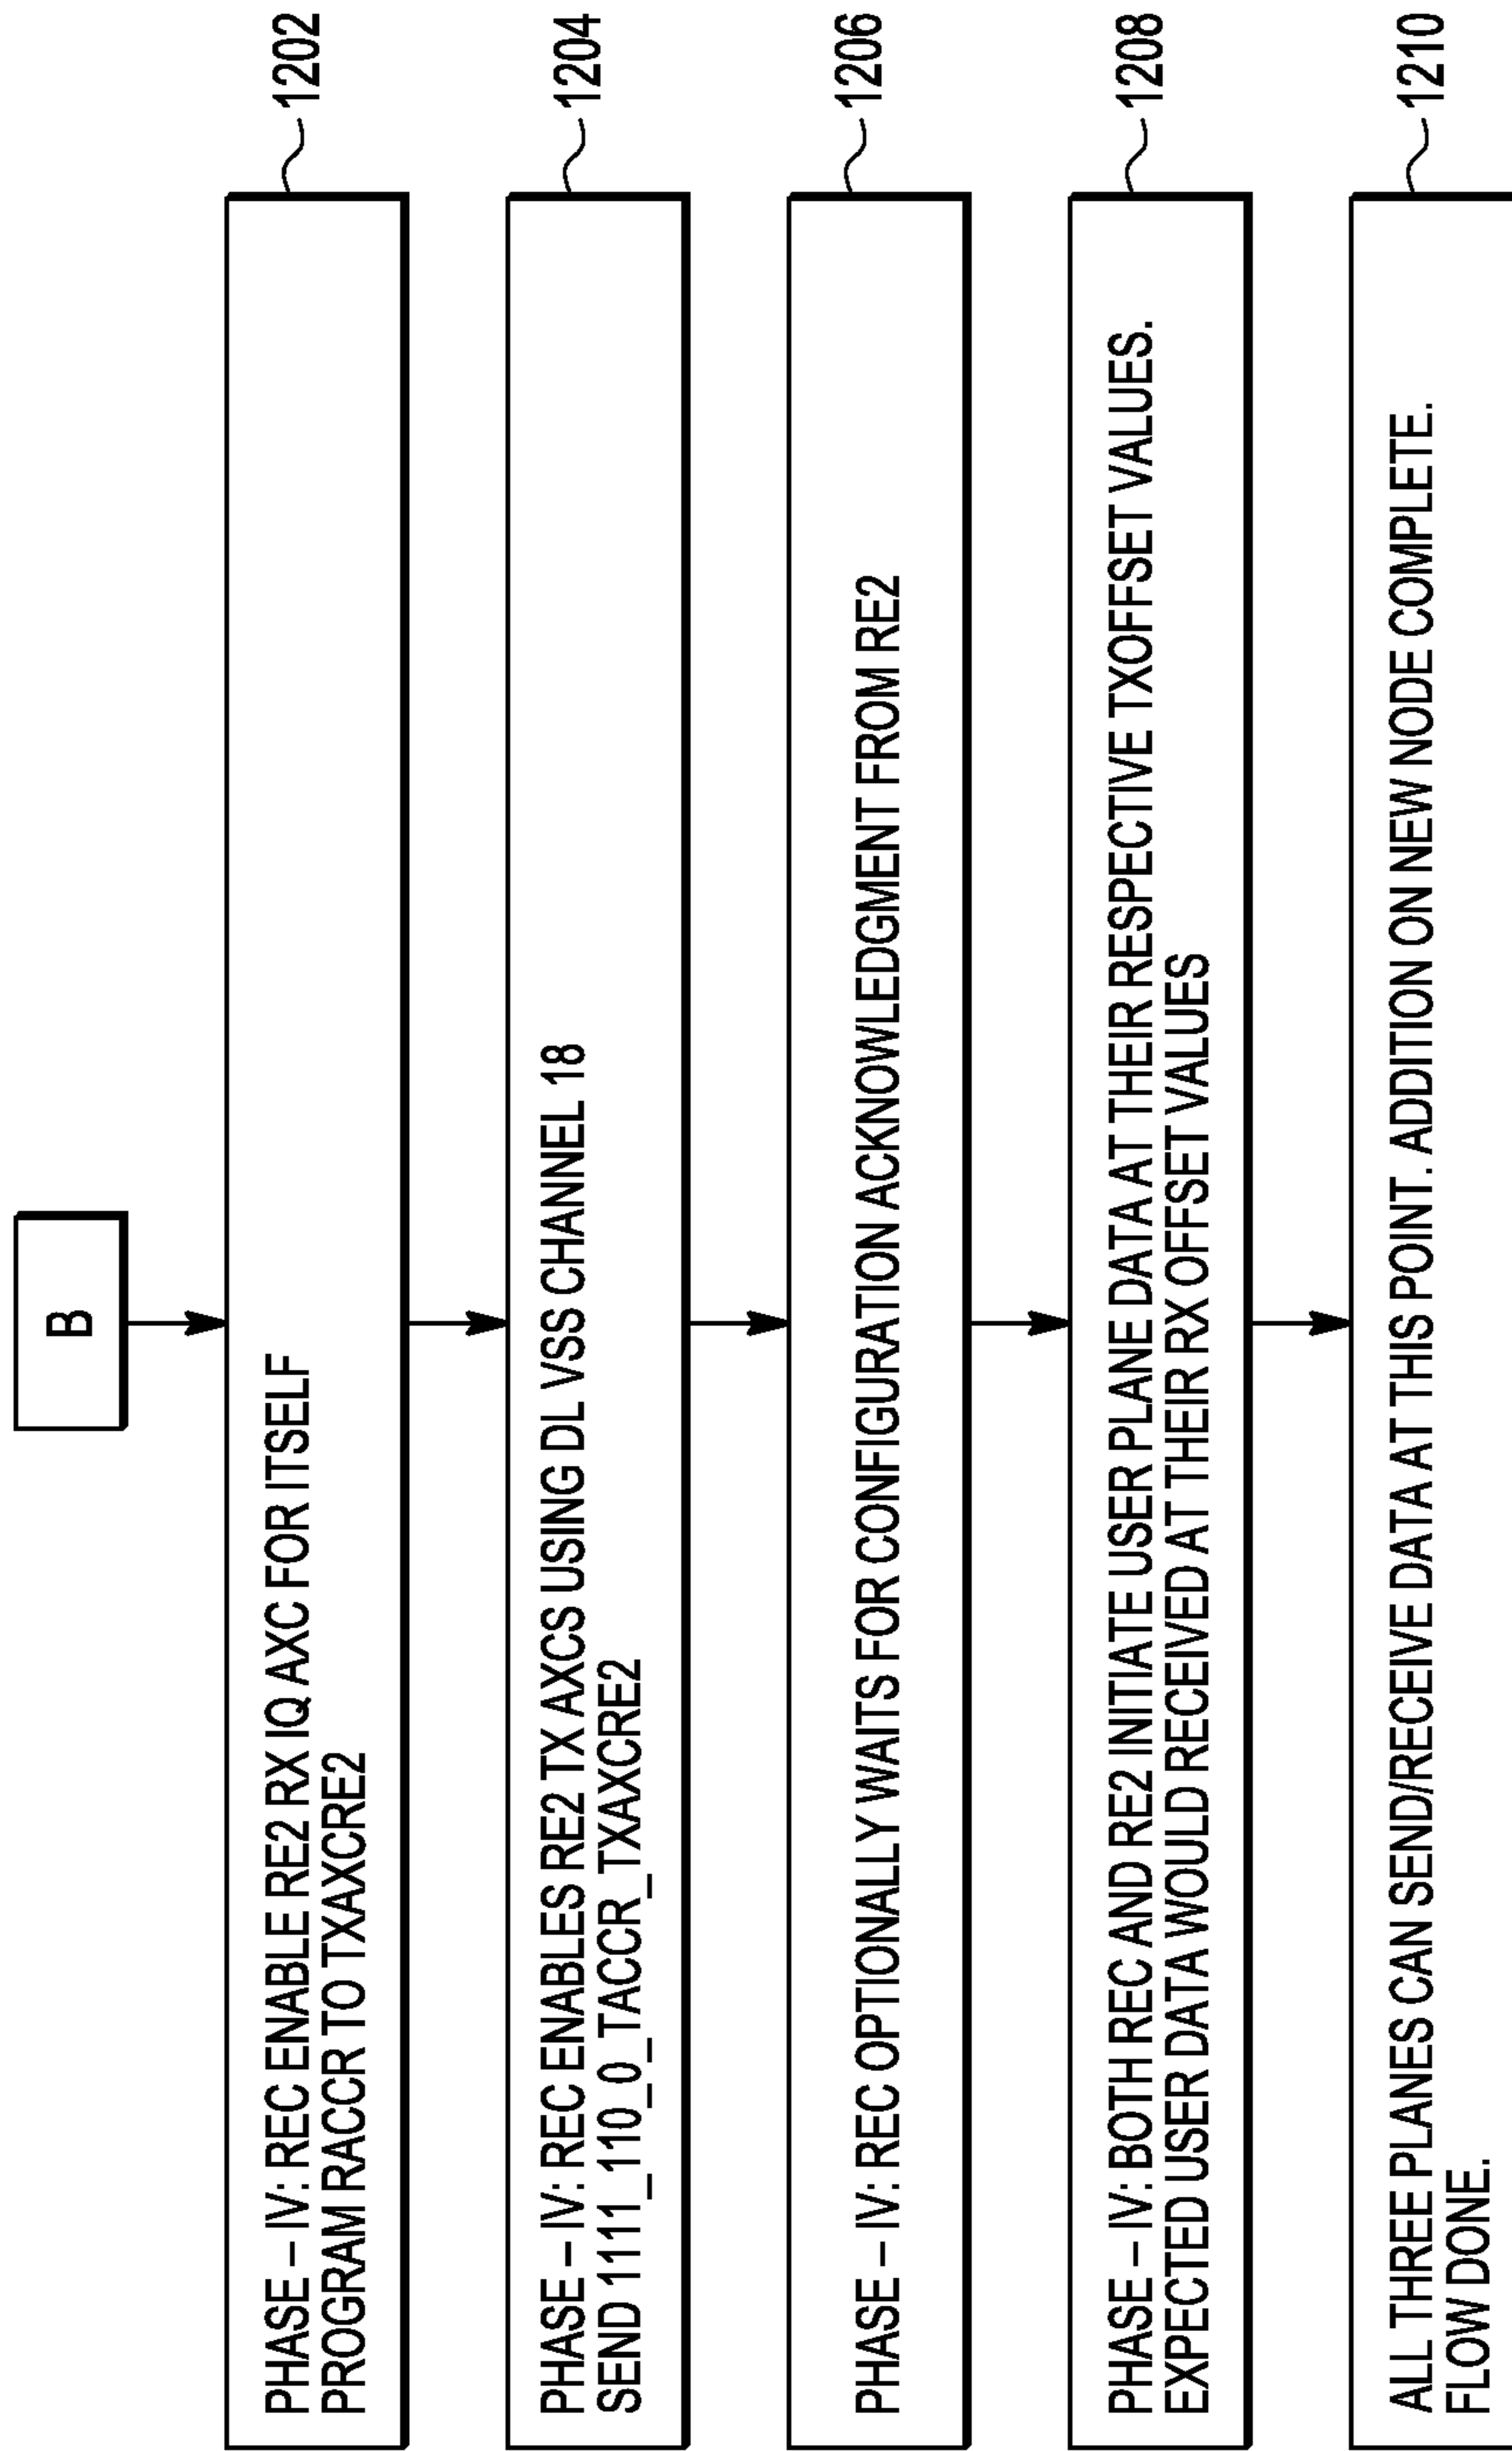 B
PHASE – IV: REC ENABLE RE2 RX IQ AXC FOR ITSELF
PROGRAM RACCR TO TXAXCRE2
1202
PHASE – IV: REC ENABLES RE2 TX AXCS USING DL VSS CHANNEL 18
SEND 1111_110_0_TACCR_TXAXCRE2
1204
PHASE – IV: REC OPTIONALLY WAITS FOR CONFIGURATION ACKNOWLEDGMENT FROM RE2
1206
PHASE – IV: BOTH REC AND RE2 INITIATE USER PLANE DATA AT THEIR RESPECTIVE TXOFFSET VALUES.
EXPECTED USER DATA WOULD RECEIVED AT THEIR RX OFFSET VALUES
1208
ALL THREE PLANES CAN SEND/RECEIVE DATA AT THIS POINT. ADDITION ON NEW NODE COMPLETE.
FLOW DONE.
1210